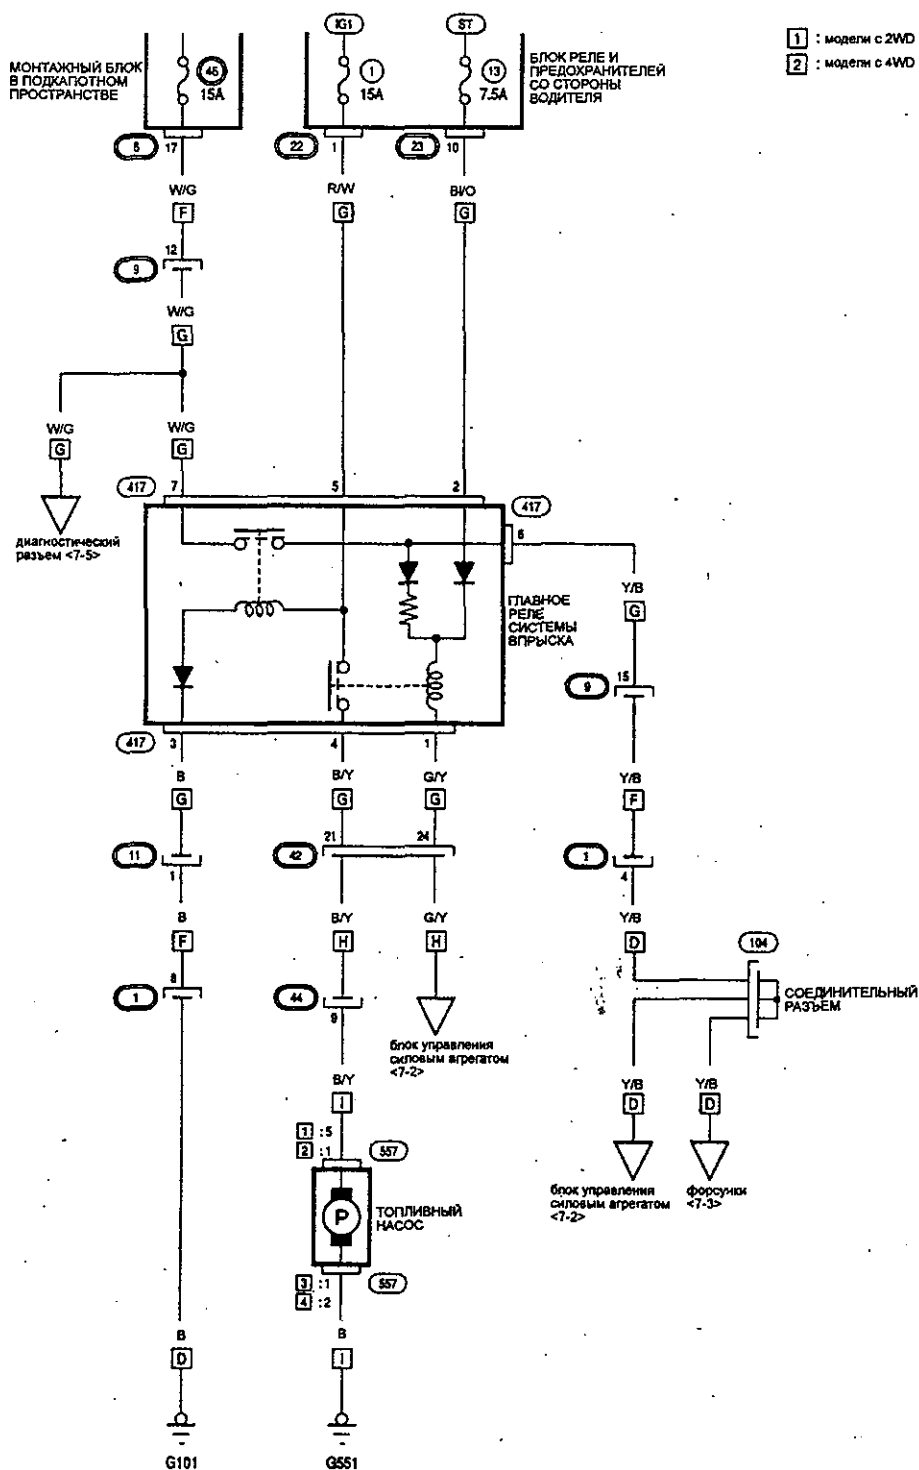 IG1
ST
1 : модели с 2WD
2 : модели с 4WD
МОНТАЖНЫЙ БЛОК
В ПОДКАПОТНОМ
ПРОСТРАНСТВЕ
15A
1
15A
13
7.5A
БЛОК РЕЛЕ И
ПРЕДОХРАНИТЕЛЕЙ
СО СТОРОНЫ
ВОДИТЕЛЯ
17
22
1
23
10
W/G
R/W
Bl/O
F
G
G
12
9
W/G
G
W/G
W/G
G
G
417
7
5
2
417
6
диагностический
разъем <7-5>
ГЛАВНОЕ
РЕЛЕ
СИСТЕМЫ
ВПРЫСКА
Y/B
G
9
15
417
3
4
1
B
B/Y
G/Y
Y/B
G
G
G
F
11
1
21
24
42
1
4
B
B/Y
G/Y
Y/B
F
H
H
D
104
8
1
44
9
СОЕДИНИТЕЛЬНЫЙ
РАЗЪЕМ
блок управления
силовым агрегатом
<7-2>
B/Y
I
Y/B
Y/B
D
D
1 :5
2 :1
557
блок управления
силовым агрегатом
<7-2>
форсунки
<7-3>
P
ТОПЛИВНЫЙ
НАСОС
3 :1
4 :2
557
B
B
D
I
G101
G551